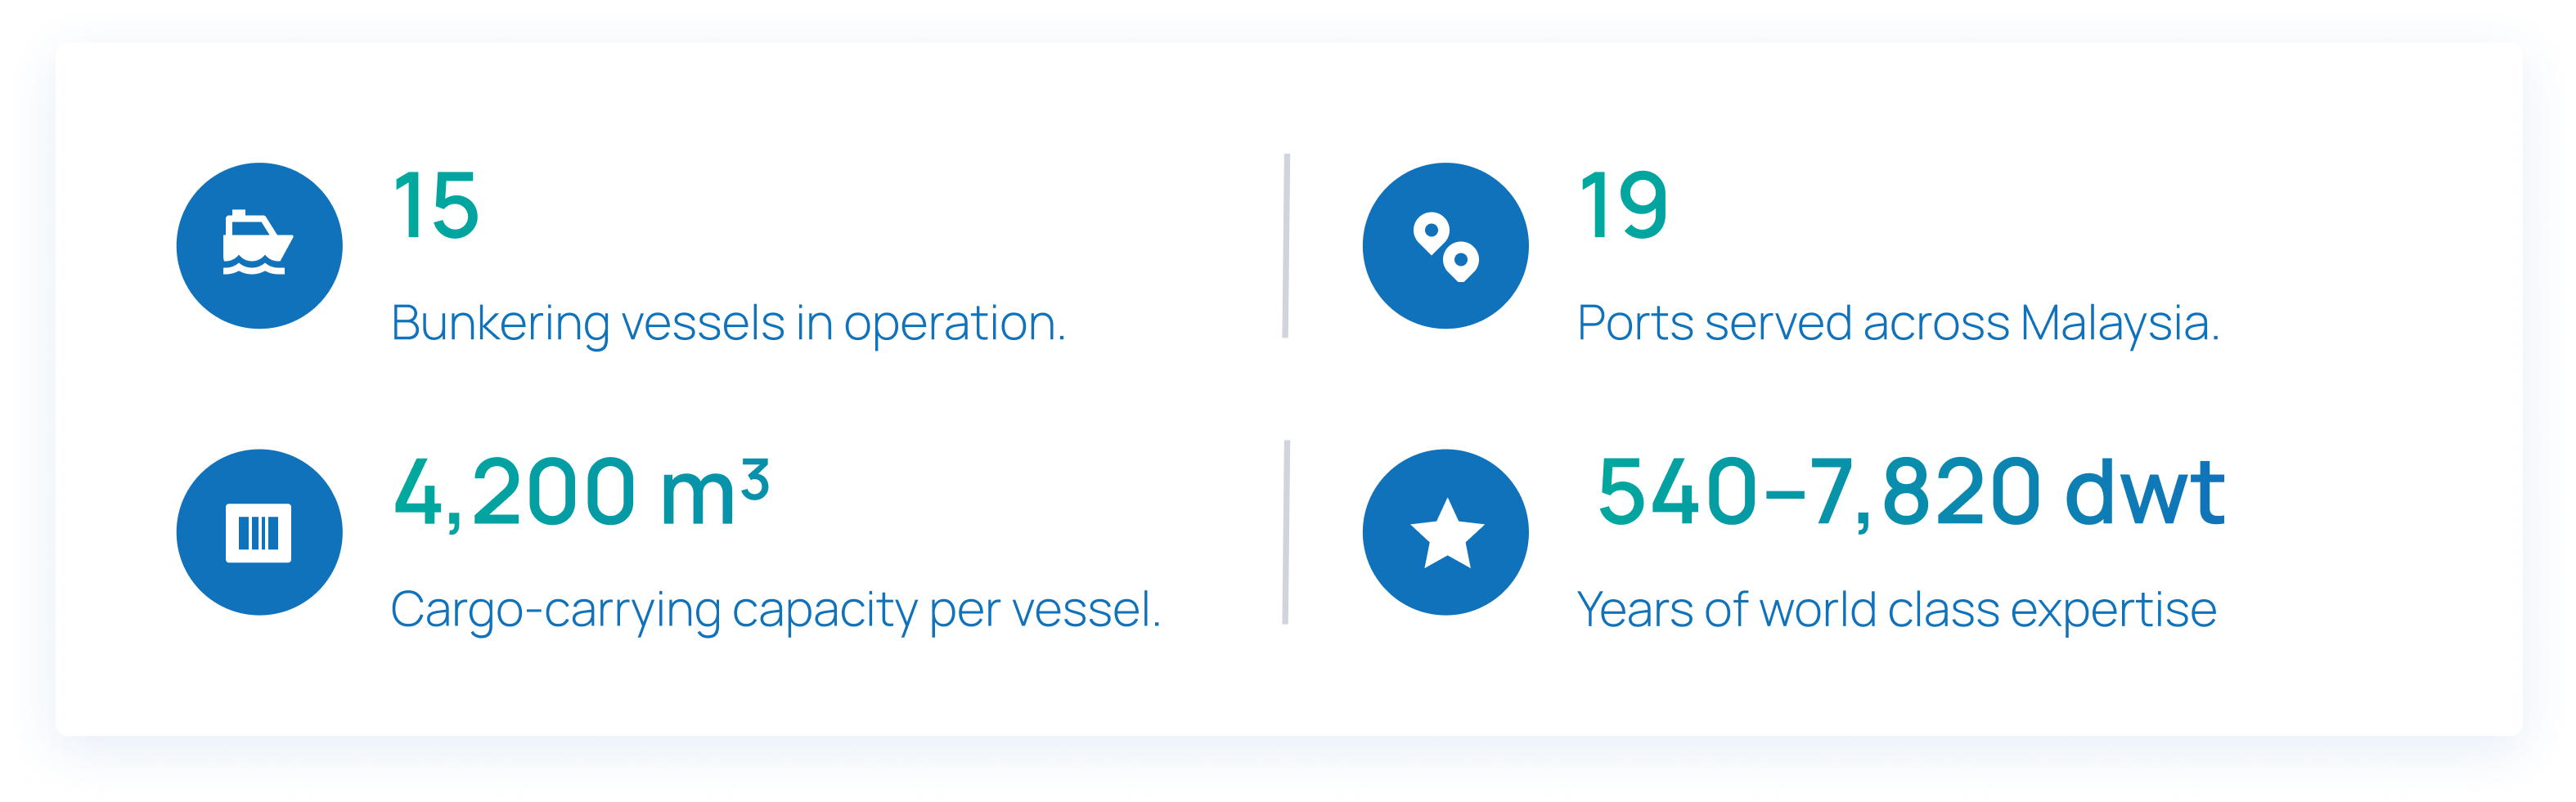 15
Bunkering vessels in operation.
19
Ports served across Malaysia.
4,200 m³
Cargo-carrying capacity per vessel.
540–7,820 dwt
Years of world class expertise